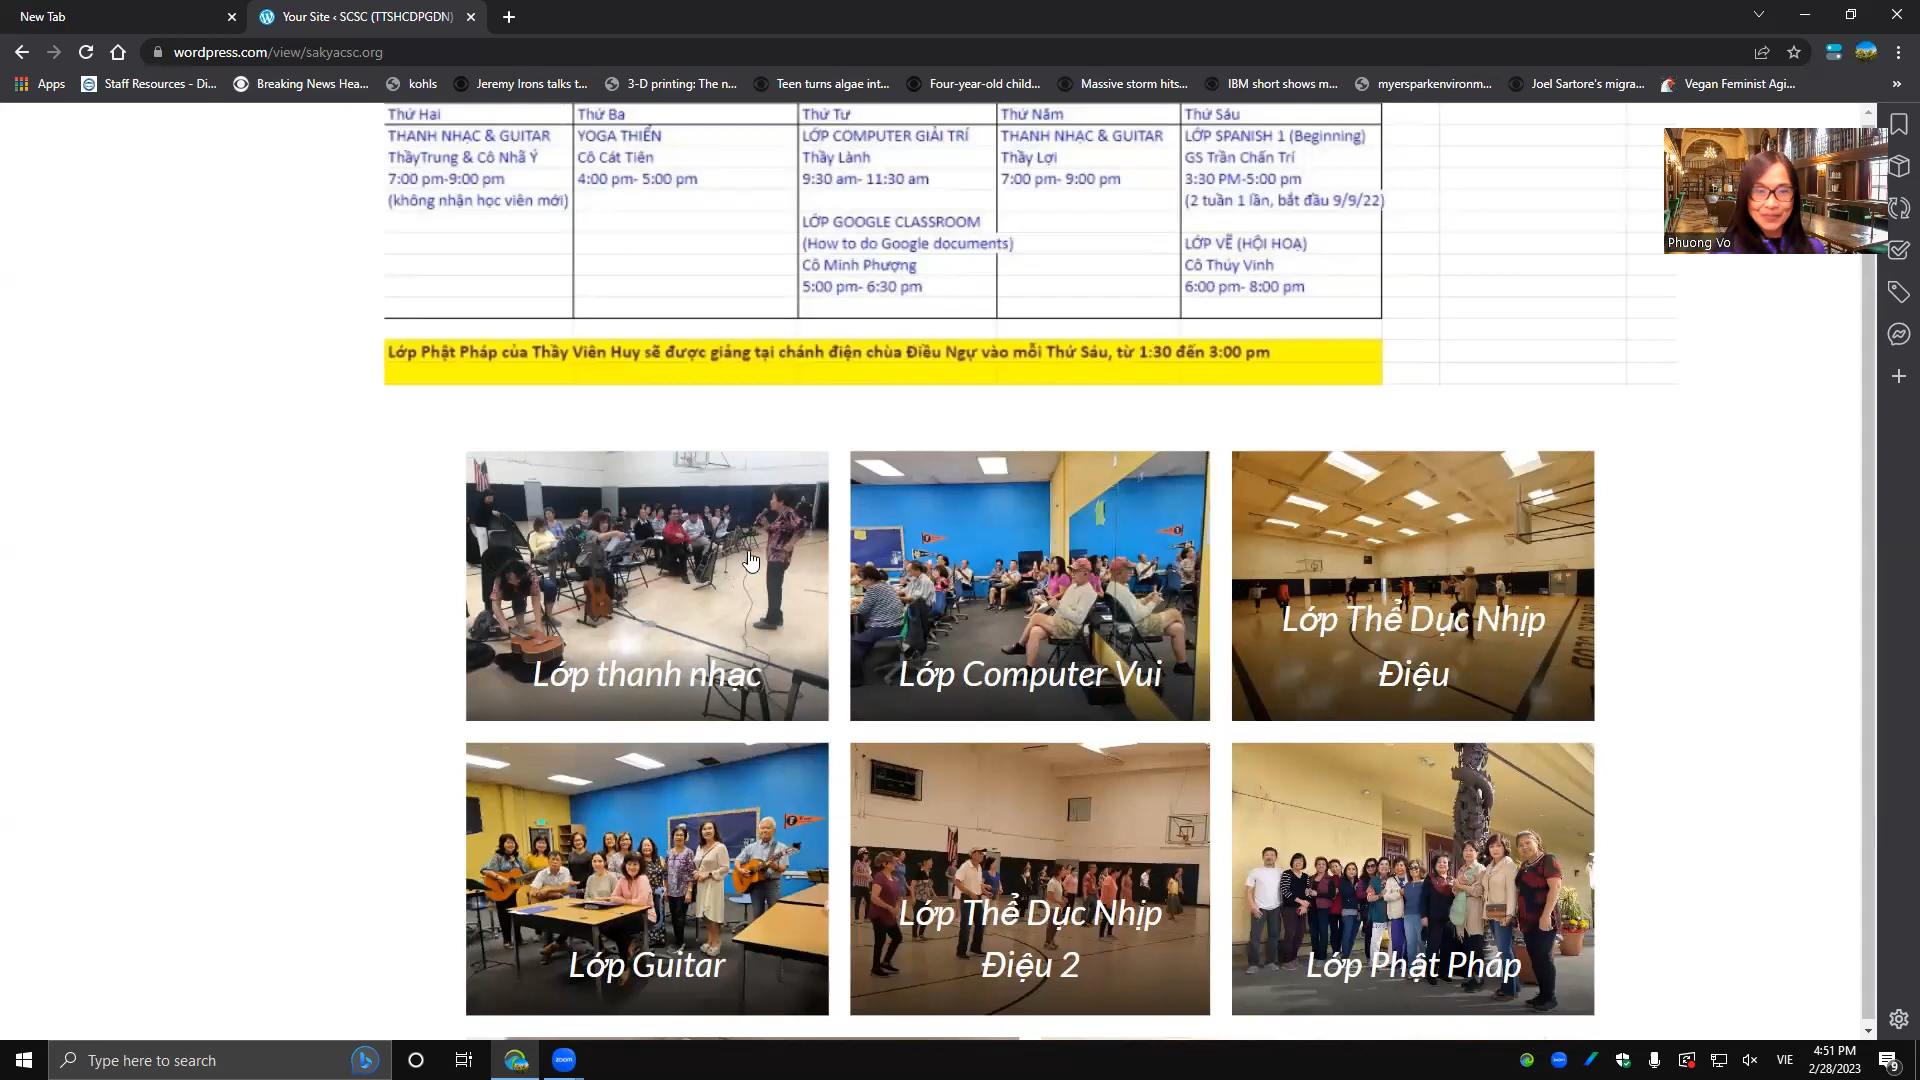 New Tab
Your Site ‹ SCSC (TTSHCDPGDN)
wordpress.com/view/sakyacsc.org
Apps
Staff Resources - Di...
Breaking News Hea...
kohls
Jeremy Irons talks t...
3-D printing: The n...
Teen turns algae int...
Four-year-old child...
Massive storm hits...
IBM short shows m...
myersparkenvironm...
Joel Sartore's migra...
Vegan Feminist Agi...
»
Thứ Hai
THANH NHẠC & GUITAR
ThầyTrung & Cô Nhã Ý
7:00 pm-9:00 pm
(không nhận học viên mới)
Thứ Ba
YOGA THIỀN
Cô Cát Tiên
4:00 pm- 5:00 pm
Thứ Tư
LỚP COMPUTER GIẢI TRÍ
Thầy Lành
9:30 am- 11:30 am
LỚP GOOGLE CLASSROOM
(How to do Google documents)
Cô Minh Phượng
5:00 pm- 6:30 pm
Thứ Năm
THANH NHẠC & GUITAR
Thầy Lợi
7:00 pm- 9:00 pm
Thứ Sáu
LỚP SPANISH 1 (Beginning)
GS Trần Chấn Trí
3:30 PM-5:00 pm
(2 tuần 1 lần, bắt đầu 9/9/22)
LỚP VẼ (HỘI HOẠ)
Cô Thúy Vinh
6:00 pm- 8:00 pm
Phuong Vo
Lớp Phật Pháp của Thầy Viên Huy sẽ được giảng tại chánh điện chùa Điều Ngự vào mỗi Thứ Sáu, từ 1:30 đến 3:00 pm
Lớp thanh nhạc
Lớp Computer Vui
Lớp Thể Dục Nhịp
Điệu
Lớp Guitar
Lớp Thể Dục Nhịp
Điệu 2
Lớp Phật Pháp
Type here to search
zoom
VIE
4:51 PM
2/28/2023
9